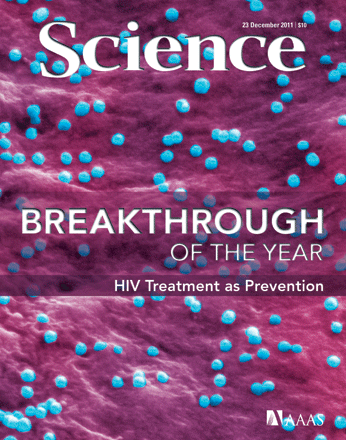 23 December 2011 | $10
Science
BREAKTHROUGH
OF THE YEAR
HIV Treatment as Prevention
AAAS